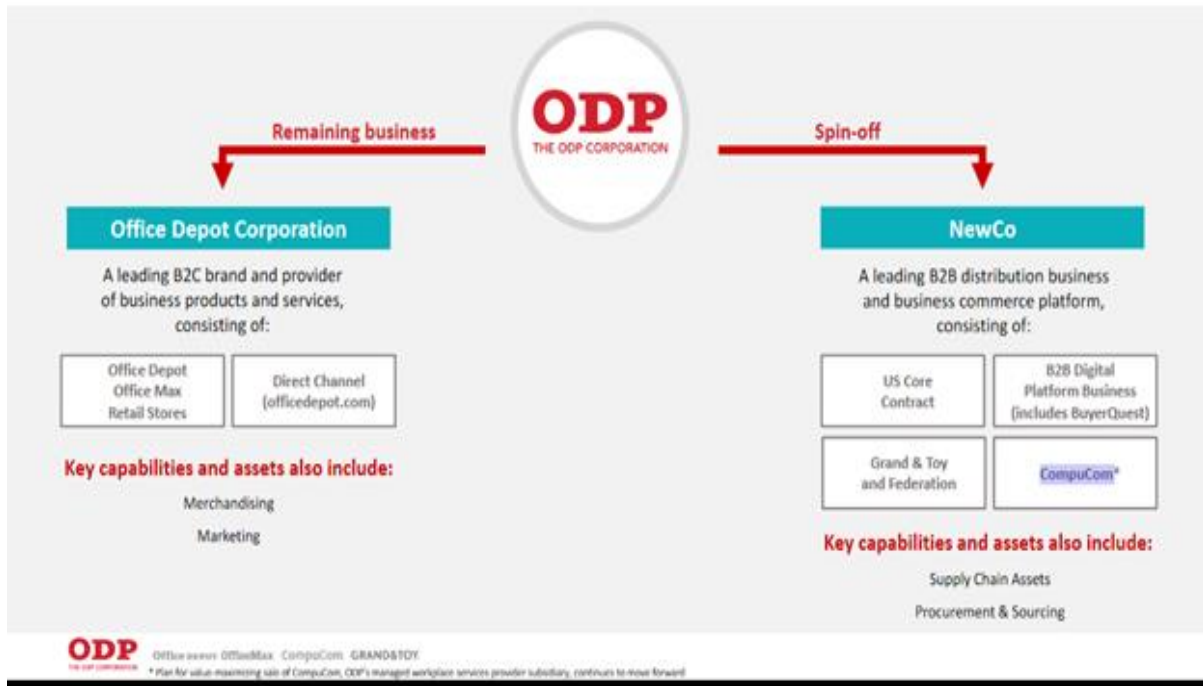 ODP
THE ODP CORPORATION
Remaining business
Spin-off
Office Depot Corporation
A leading B2C brand and provider
of business products and services,
consisting of:
Office Depot
Office Max
Retail Stores
Direct Channel
(officedepot.com)
Key capabilities and assets also include:
Merchandising
Marketing
NewCo
A leading B2B distribution business
and business commerce platform,
consisting of:
US Core
Contract
B2B Digital
Platform Business
(includes BuyerQuest)
Grand & Toy
and Federation
CompuCom*
Key capabilities and assets also include:
Supply Chain Assets
Procurement & Sourcing
ODP
THE ODP CORPORATION
Office DEPOT OfficeMax CompuCom GRAND&TOY
* Plan for value maximizing sale of CompuCom, ODP's managed workplace services provider subsidiary, continues to move forward